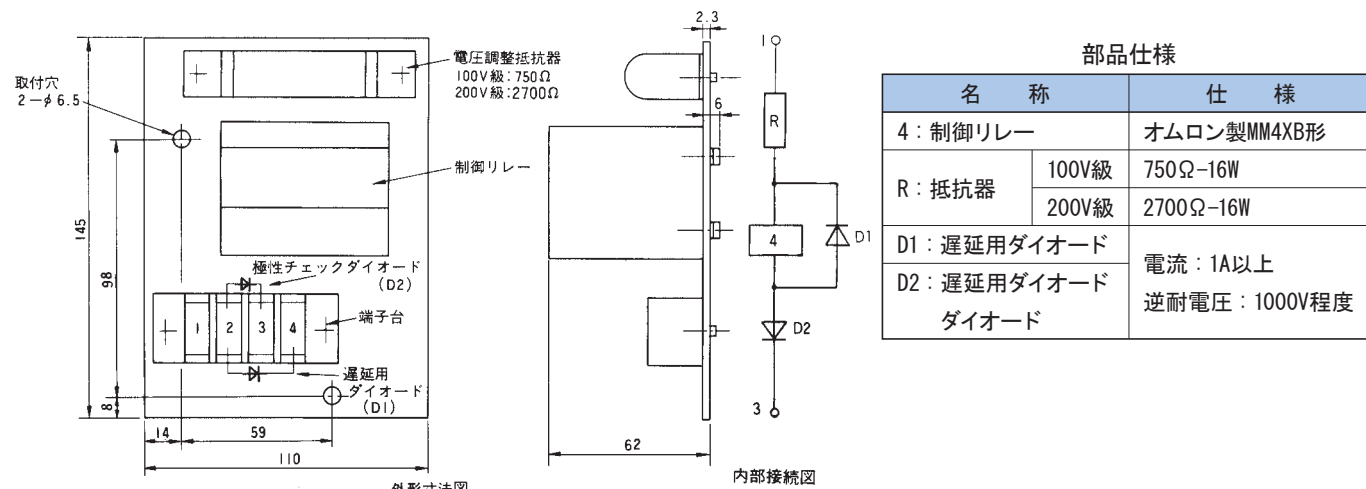 電圧調整抵抗器
100V級:750Ω
200V級:2700Ω
取付穴
2-φ6.5
制御リレー
極性チェックダイオード
(D2)
1 2 3 4
端子台
遅延用
ダイオード
(D1)
145
98
8
14
59
110
外形寸法図
2.3
6
62
1
R
4
D1
D2
3
内部接続図
部品仕様
名 称 仕 様
4:制御リレー オムロン製MM4XB形
R:抵抗器 100V級 750Ω-16W
200V級 2700Ω-16W
D1:遅延用ダイオード 電流:1A以上
D2:遅延用ダイオード 逆耐電圧:1000V程度
ダイオード